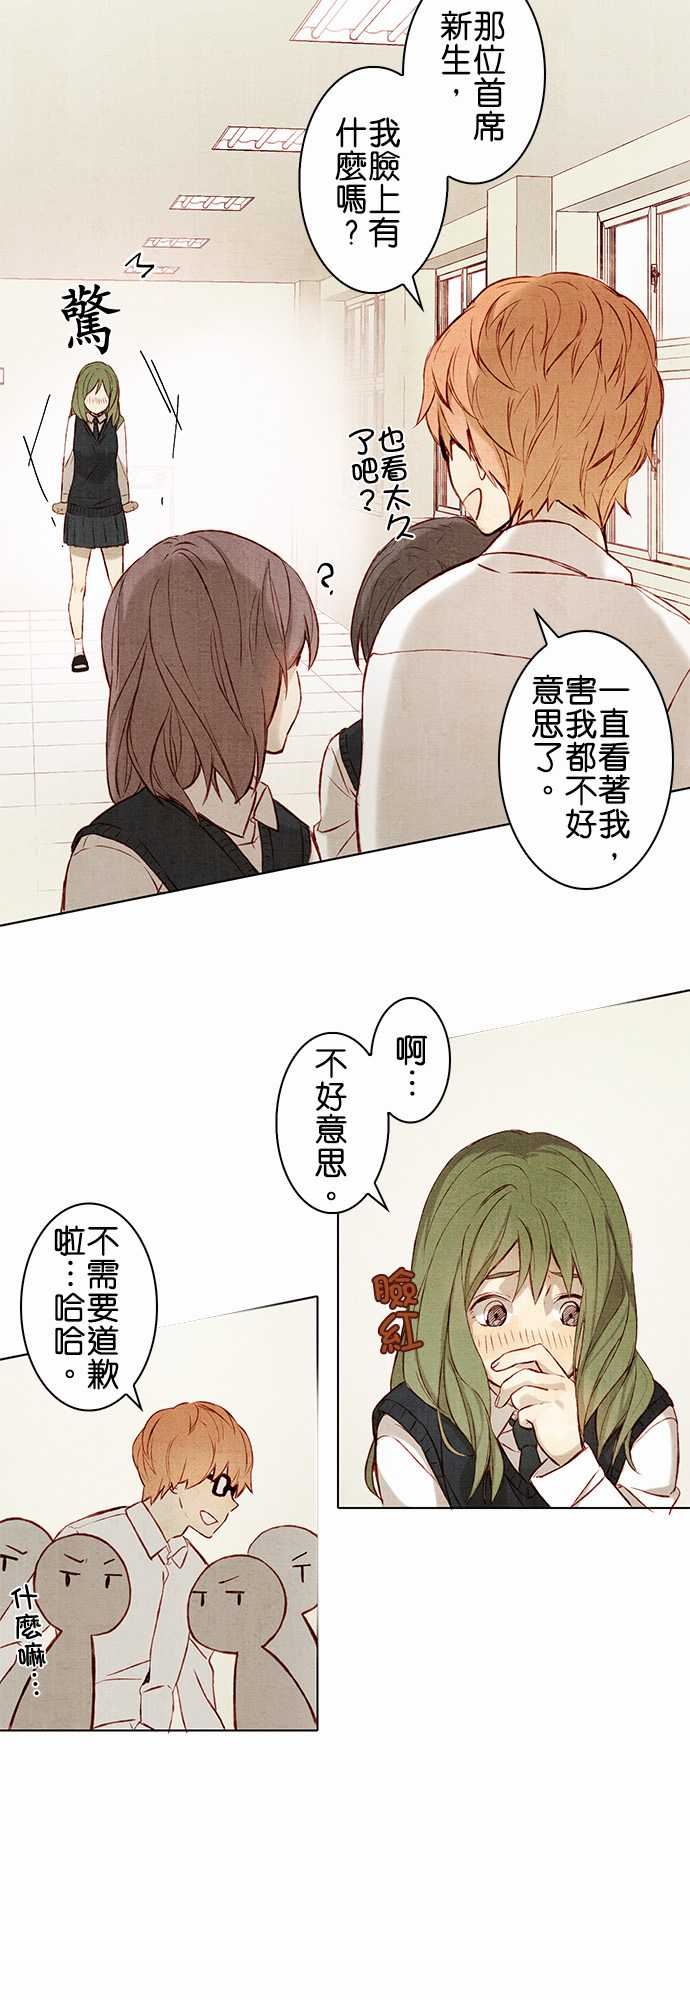 那位首席
新生，
我臉上有
什麼嗎？
驚
也看太久
了吧？
？
一直看著我，
害我都不好
意思了。
啊…
不好意思。
臉紅
不需要道歉
啦…哈哈。
什麼嘛…